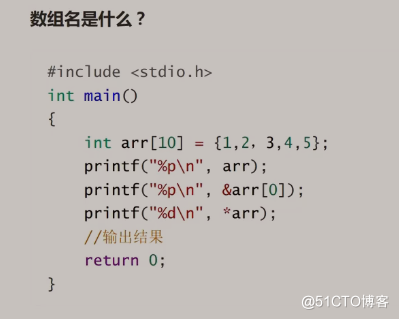 数组名是什么？
#include <stdio.h>
int main()
{
    int arr[10] = {1,2，3,4,5};
    printf("%p\n", arr);
    printf("%p\n", &arr[0]);
    printf("%d\n", *arr);
    //输出结果
    return 0;
}
@51CTO博客